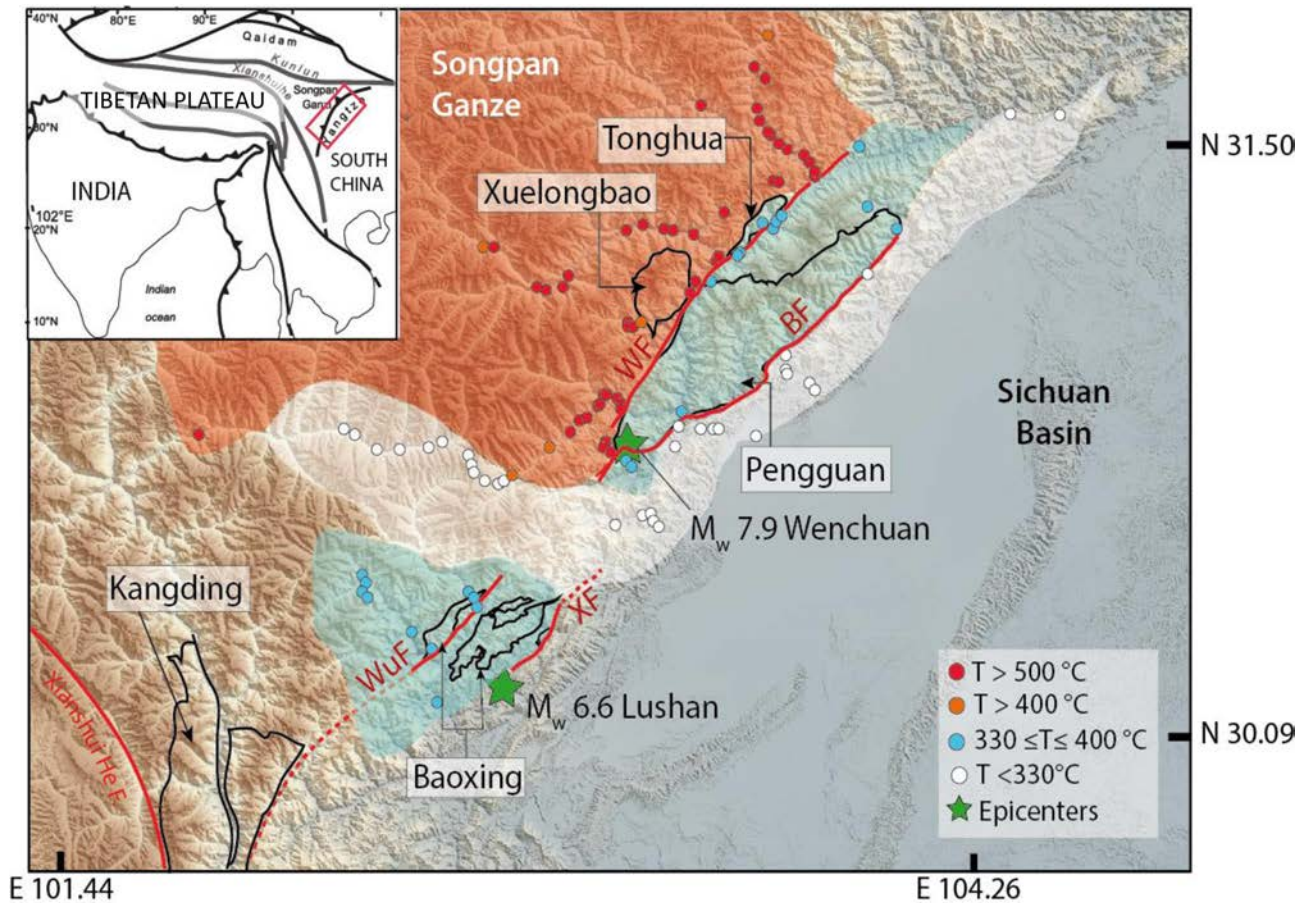 40°N
80°E
90°E
Qaidam
Kunlun
Xianshuihe
Songpan
TIBETAN PLATEAU
Yangtz
30°N
SOUTH
CHINA
INDIA
102°E
20°N
Indian
ocean
10°N
Songpan
Ganze
Tonghua
Xuelongbao
N 31.50
BF
WF
Sichuan
Basin
Pengguan
Mw 7.9 Wenchuan
Kangding
XF
WuF
Xianshui He F
Mw 6.6 Lushan
Baoxing
T > 500 °C
T > 400 °C
330 ≤T≤ 400 °C
T <330°C
Epicenters
N 30.09
E 101.44
E 104.26